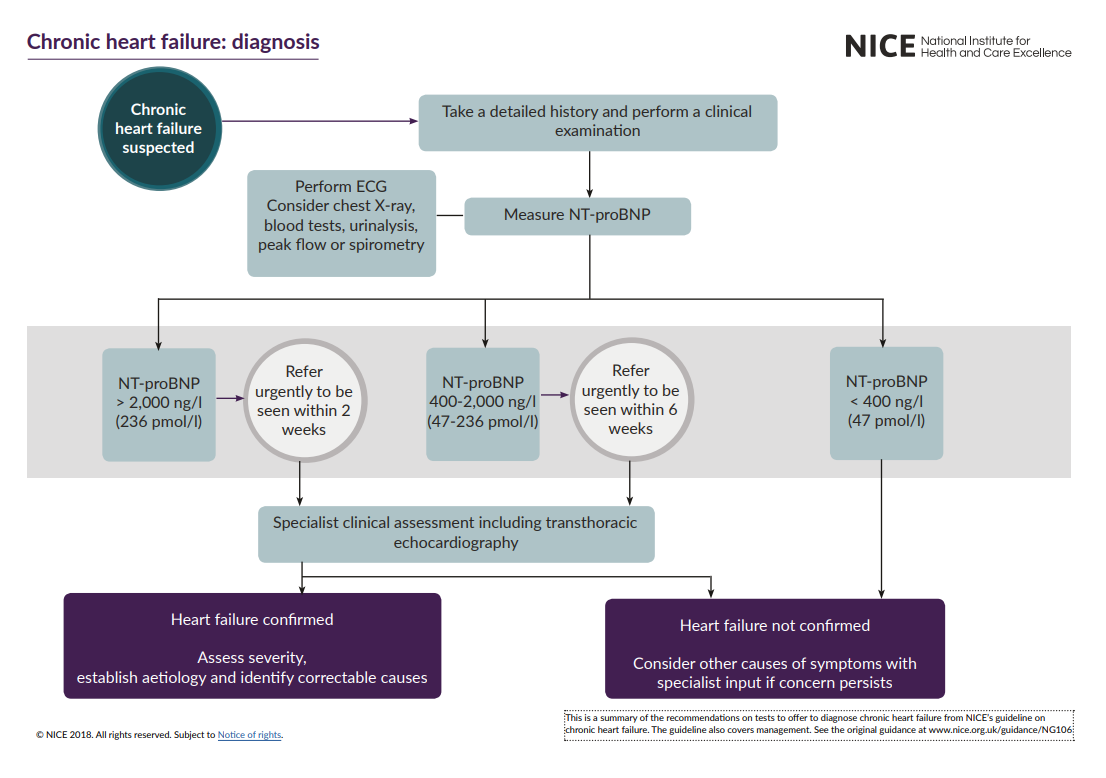 Chronic heart failure: diagnosis
NICE
National Institute for
Health and Care Excellence
Chronic
heart failure
suspected
Take a detailed history and perform a clinical
examination
Perform ECG
Consider chest X-ray,
blood tests, urinalysis,
peak flow or spirometry
Measure NT-proBNP
NT-proBNP
> 2,000 ng/l
(236 pmol/l)
Refer
urgently to be
seen within 2
weeks
NT-proBNP
400-2,000 ng/l
(47-236 pmol/l)
Refer
urgently to be
seen within 6
weeks
NT-proBNP
< 400 ng/l
(47 pmol/l)
Specialist clinical assessment including transthoracic
echocardiography
Heart failure confirmed
Assess severity,
establish aetiology and identify correctable causes
Heart failure not confirmed
Consider other causes of symptoms with
specialist input if concern persists
© NICE 2018. All rights reserved. Subject to Notice of rights.
This is a summary of the recommendations on tests to offer to diagnose chronic heart failure from NICE's guideline on
chronic heart failure. The guideline also covers management. See the original guidance at www.nice.org.uk/guidance/NG106